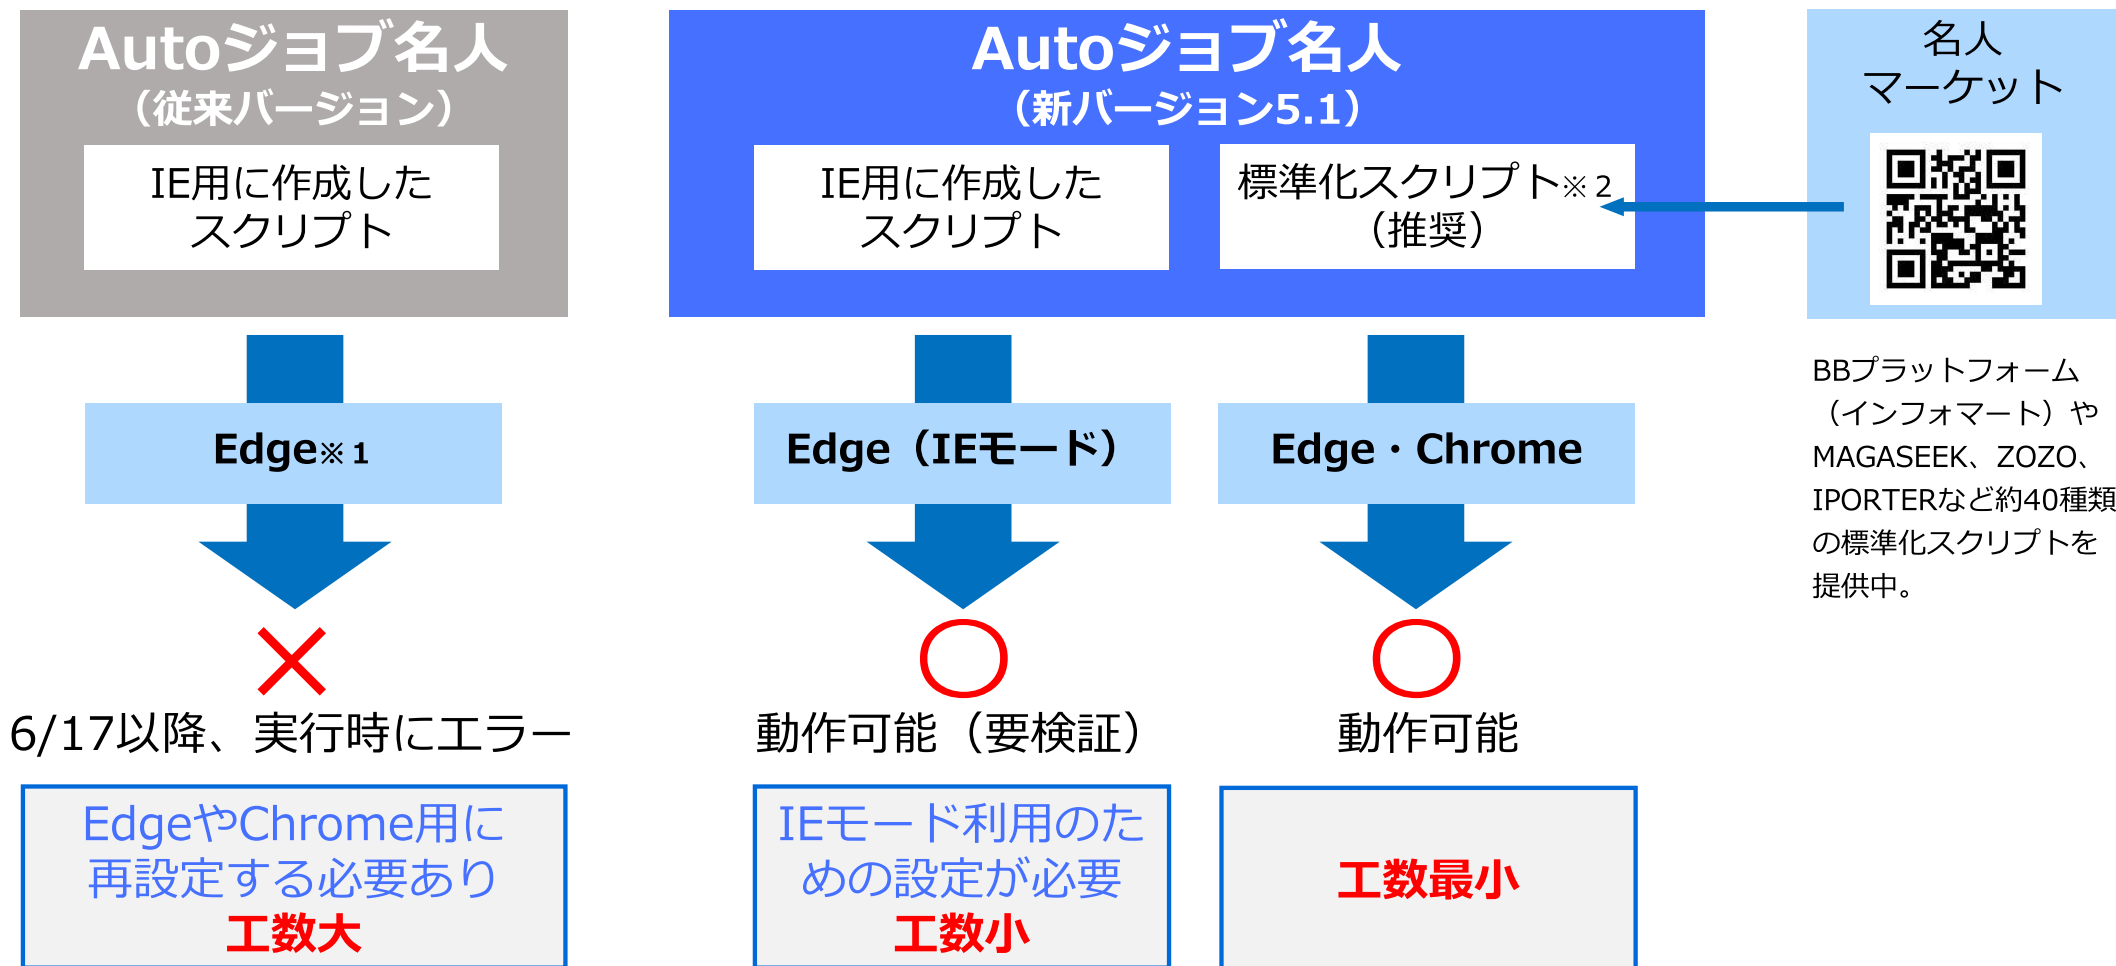 Autoジョブ名人
（従来バージョン）
IE用に作成した
スクリプト
Edge※１
×
6/17以降、実行時にエラー
EdgeやChrome用に
再設定する必要あり
工数大
Autoジョブ名人
（新バージョン5.1）
IE用に作成した
スクリプト
Edge（IEモード）
○
動作可能（要検証）
IEモード利用のた
めの設定が必要
工数小
標準化スクリプト※２
（推奨）
Edge・Chrome
○
動作可能
工数最小
名人
マーケット
BBプラットフォーム
（インフォマート）や
MAGASEEK、ZOZO、
IPORTERなど約40種類
の標準化スクリプトを
提供中。